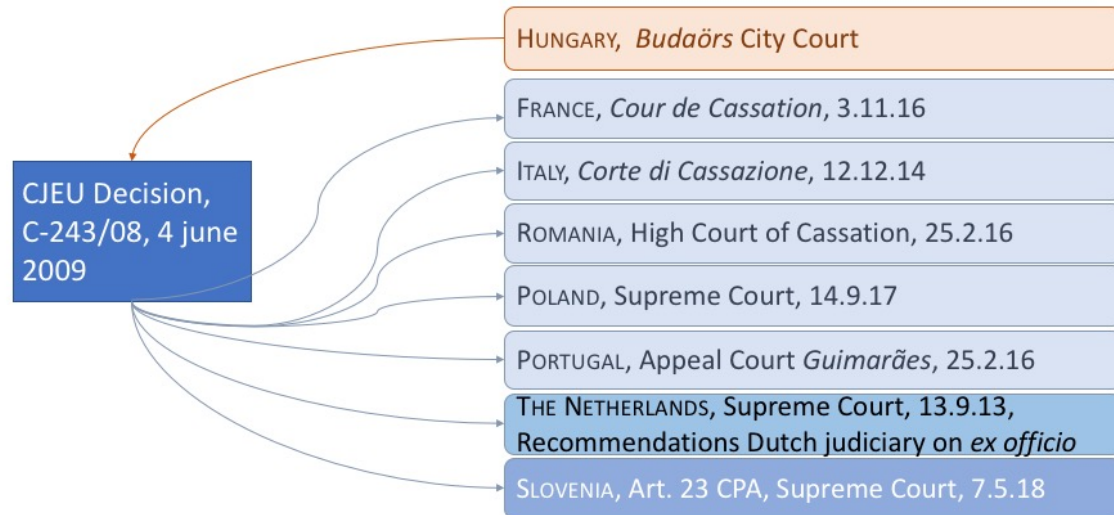 HUNGARY, Budaörs City Court
FRANCE, Cour de Cassation, 3.11.16
ITALY, Corte di Cassazione, 12.12.14
CJEU Decision,
C-243/08, 4 june
2009
ROMANIA, High Court of Cassation, 25.2.16
POLAND, Supreme Court, 14.9.17
PORTUGAL, Appeal Court Guimarães, 25.2.16
THE NETHERLANDS, Supreme Court, 13.9.13,
Recommendations Dutch judiciary on ex officio
SLOVENIA, Art. 23 CPA, Supreme Court, 7.5.18